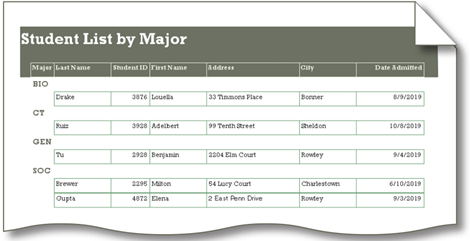 Student List by Major
Major Last Name Student ID First Name Address City Date Admitted
BIO
Drake 3876 Louella 33 Timmons Place Bonner 8/9/2019
CT
Ruiz 3928 Adelbert 99 Tenth Street Sheldon 10/8/2019
GEN
Tu 2928 Benjamin 2204 Elm Court Rowley 9/4/2019
SOC
Brewer 2295 Milton 54 Lucy Court Charlestown 6/10/2019
Gupta 4872 Elena 2 East Penn Drive Rowley 9/3/2019